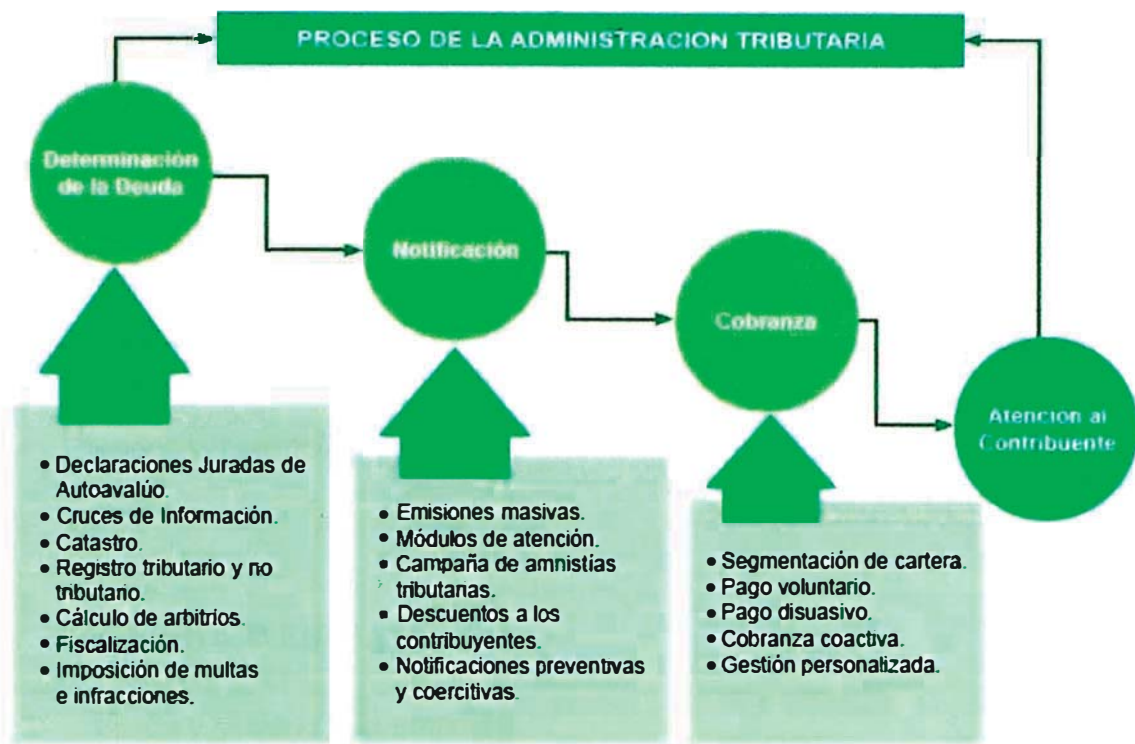 PROCESO DE LA ADMINISTRACION TRIBUTARIA
Determinación
de la Deuda
Notificación
Cobranza
Atencion al
Contribuente
• Declaraciones Juradas de
Autoavalúo.
• Cruces de Información.
• Catastro.
• Registro tributario y no
tributario.
• Cálculo de arbitrios.
• Fiscalización.
• Imposición de multas
e infracciones.
• Emisiones masivas.
• Módulos de atención.
• Campaña de amnistías
tributarias.
• Descuentos a los
contribuyentes.
• Notificaciones preventivas
y coercitivas.
• Segmentación de cartera.
• Pago voluntario.
• Pago disuasivo.
• Cobranza coactiva.
• Gestión personalizada.